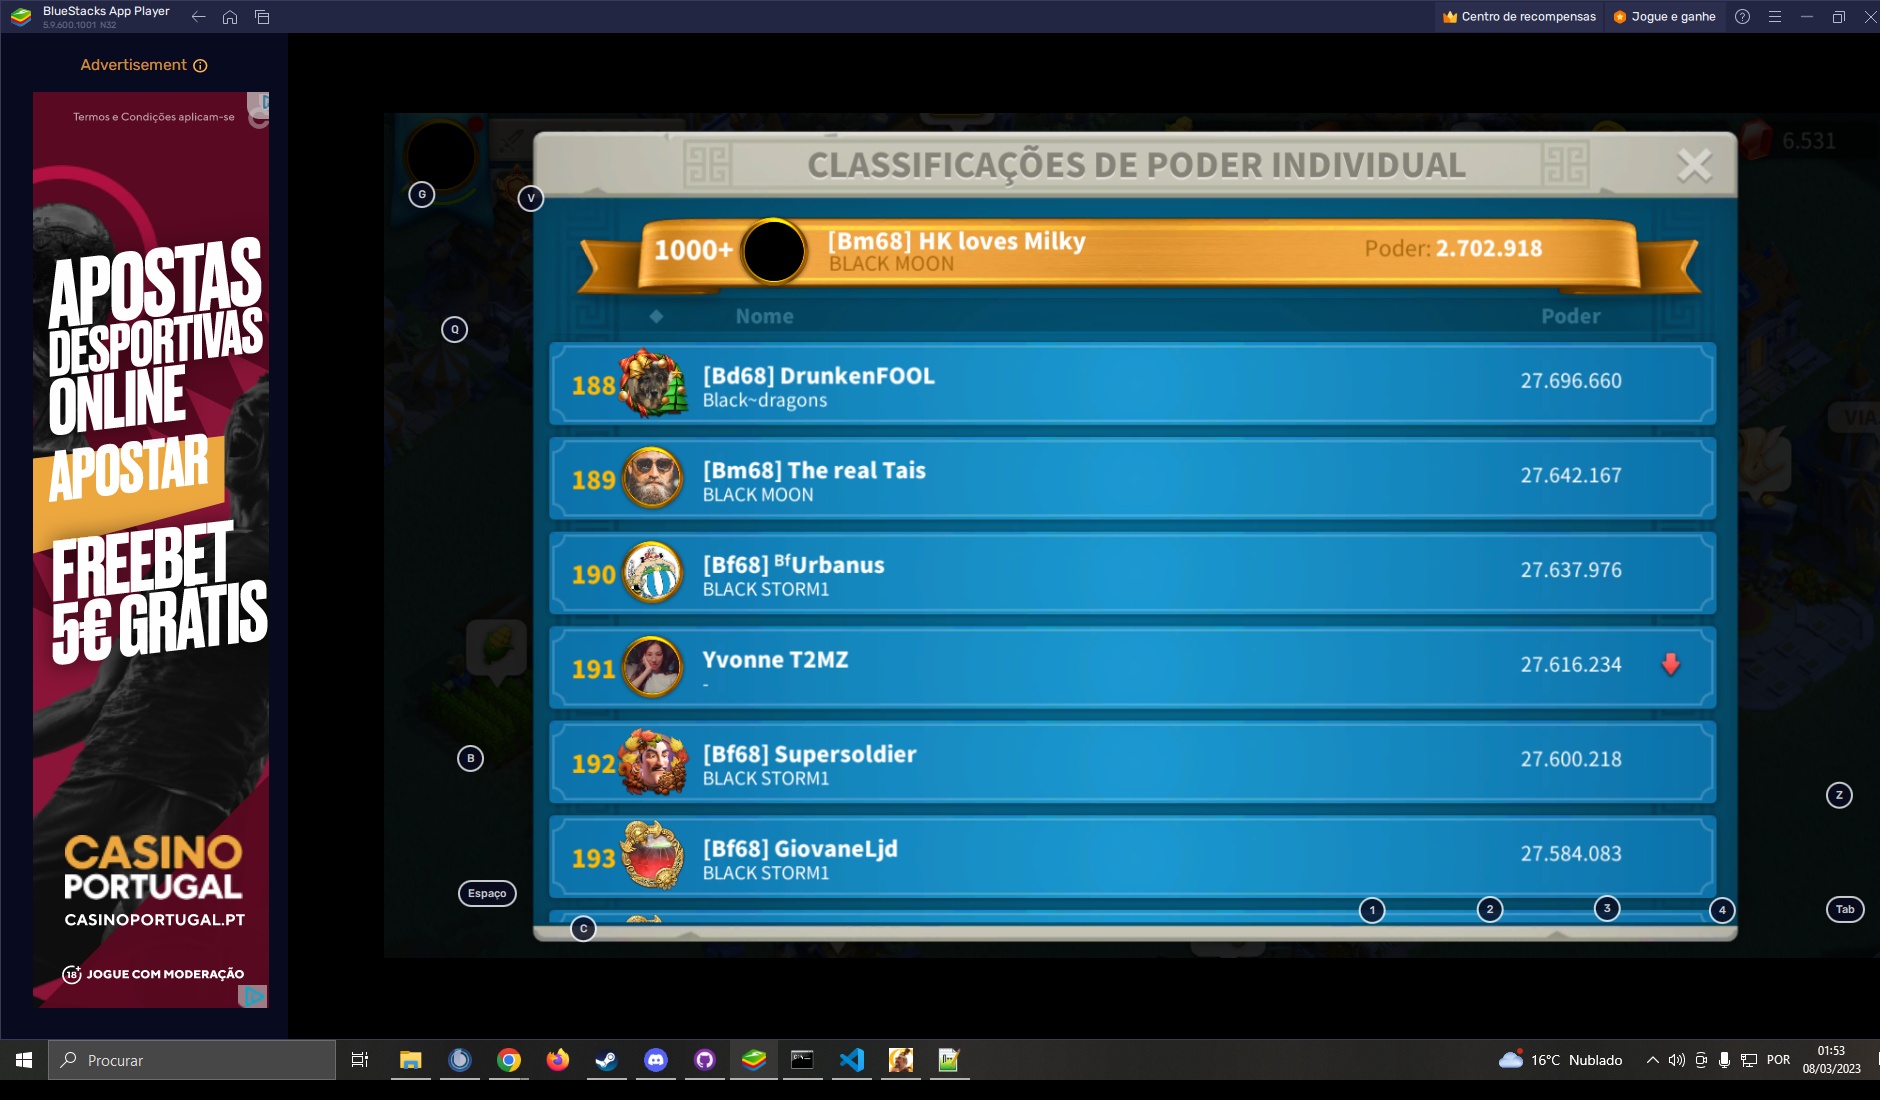 BlueStacks App Player
5.9.600.1001 N32
Centro de recompensas
Jogue e ganhe
Advertisement
Termos e Condições aplicam-se
APOSTAS
DESPORTIVAS
ONLINE
APOSTAR
FREEBET
5€ GRATIS
CASINO
PORTUGAL
CASINOPORTUGAL.PT
18+ JOGUE COM MODERAÇÃO
6.531
CLASSIFICAÇÕES DE PODER INDIVIDUAL
G
V
1000+ [Bm68] HK loves Milky Poder: 2.702.918
BLACK MOON
Q
Nome Poder
188 [Bd68] DrunkenFOOL 27.696.660
Black~dragons
VIA
189 [Bm68] The real Tais 27.642.167
BLACK MOON
190 [Bf68] ᴮᶠUrbanus 27.637.976
BLACK STORM1
191 Yvonne T2MZ 27.616.234
-
192 [Bf68] Supersoldier 27.600.218
BLACK STORM1
B
Z
193 [Bf68] GiovaneLjd 27.584.083
BLACK STORM1
Espaço
C
1
2
3
4
Tab
Procurar
16°C Nublado
POR
01:53
08/03/2023